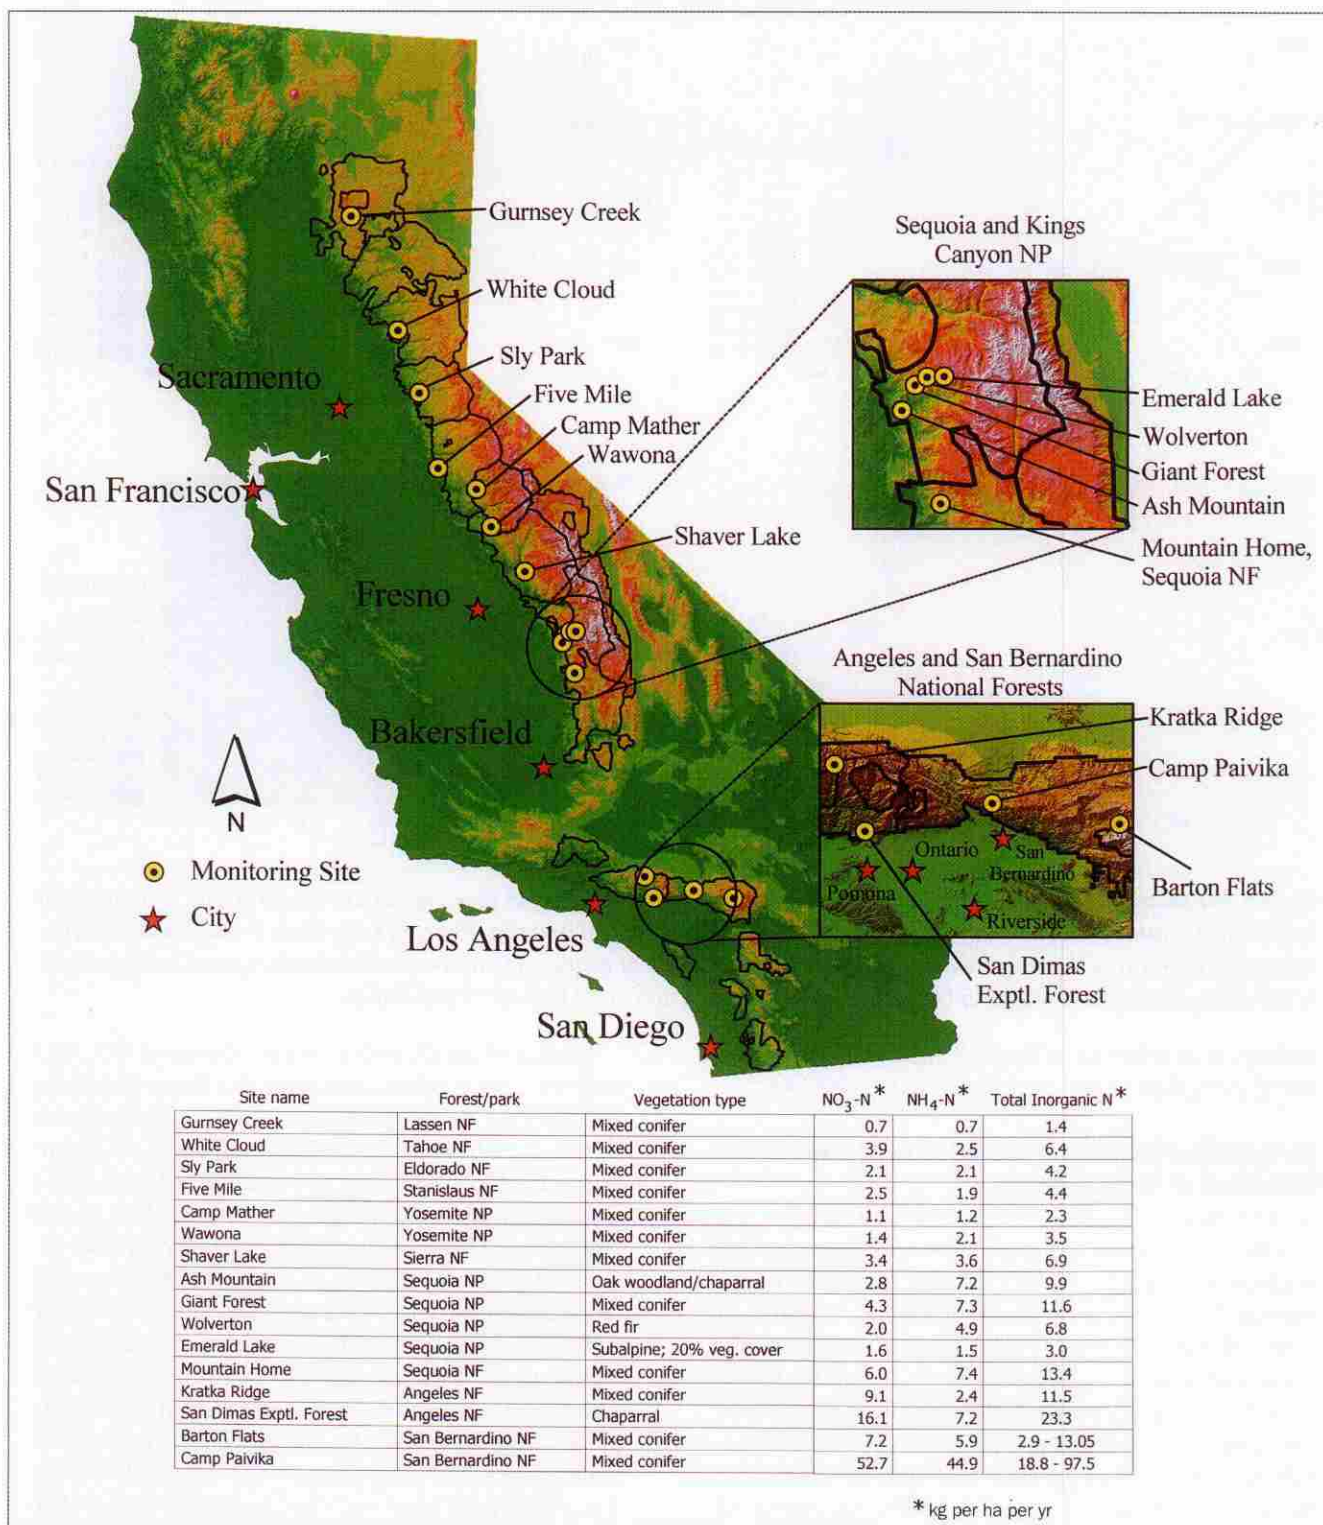 Gurnsey Creek
White Cloud
Sly Park
Five Mile
Camp Mather
Wawona
Shaver Lake
Sacramento
San Francisco
Fresno
Bakersfield
Los Angeles
San Diego
N
Monitoring Site
City
Sequoia and Kings
Canyon NP
Emerald Lake
Wolverton
Giant Forest
Ash Mountain
Mountain Home,
Sequoia NF
Angeles and San Bernardino
National Forests
Kratka Ridge
Camp Paivika
Barton Flats
Pomona
Ontario
San
Bernardino
Riverside
San Dimas
Exptl. Forest
Site name Forest/park Vegetation type NO3-N* NH4-N* Total Inorganic N*
Gurnsey Creek Lassen NF Mixed conifer 0.7 0.7 1.4
White Cloud Tahoe NF Mixed conifer 3.9 2.5 6.4
Sly Park Eldorado NF Mixed conifer 2.1 2.1 4.2
Five Mile Stanislaus NF Mixed conifer 2.5 1.9 4.4
Camp Mather Yosemite NP Mixed conifer 1.1 1.2 2.3
Wawona Yosemite NP Mixed conifer 1.4 2.1 3.5
Shaver Lake Sierra NF Mixed conifer 3.4 3.6 6.9
Ash Mountain Sequoia NP Oak woodland/chaparral 2.8 7.2 9.9
Giant Forest Sequoia NP Mixed conifer 4.3 7.3 11.6
Wolverton Sequoia NP Red fir 2.0 4.9 6.8
Emerald Lake Sequoia NP Subalpine; 20% veg. cover 1.6 1.5 3.0
Mountain Home Sequoia NF Mixed conifer 6.0 7.4 13.4
Kratka Ridge Angeles NF Mixed conifer 9.1 2.4 11.5
San Dimas Exptl. Forest Angeles NF Chaparral 16.1 7.2 23.3
Barton Flats San Bernardino NF Mixed conifer 7.2 5.9 2.9 - 13.05
Camp Paivika San Bernardino NF Mixed conifer 52.7 44.9 18.8 - 97.5
* kg per ha per yr